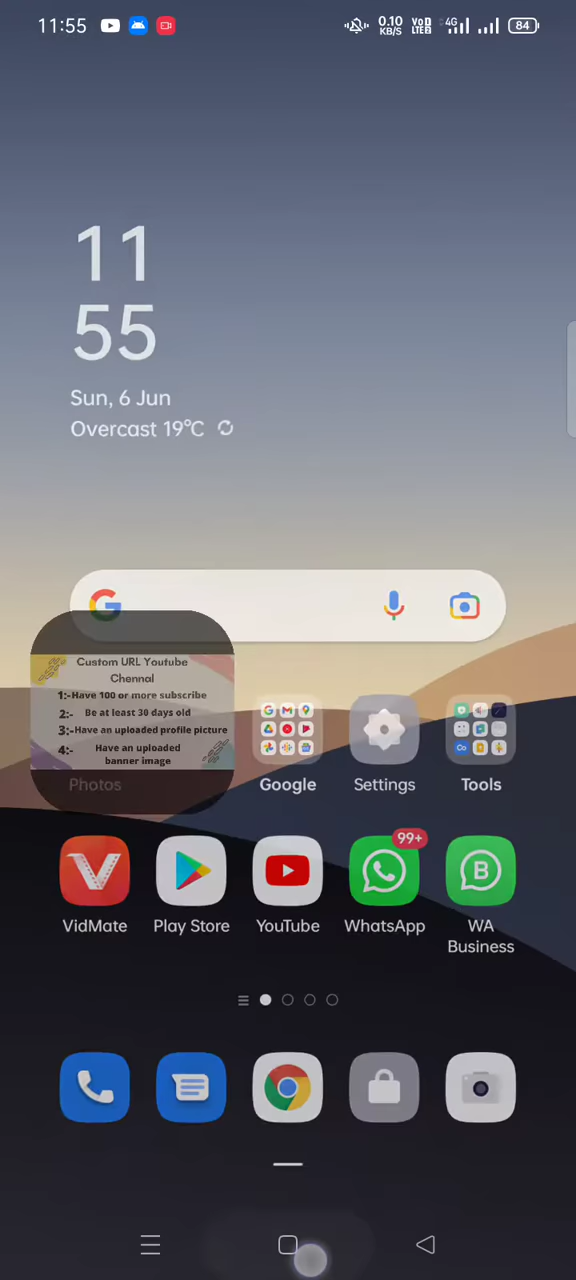 11:55
0.10
KB/S
Vo
LTE2
4G
84
11
55
Sun, 6 Jun
Overcast 19°C
Custom URL Youtube
Chennal
1:-Have 100 or more subscribe
2:- Be at least 30 days old
3:-Have an uploaded profile picture
4:- Have an uploaded
banner image
Photos
Google
Settings
Tools
99+
VidMate
Play Store
YouTube
WhatsApp
WA
Business